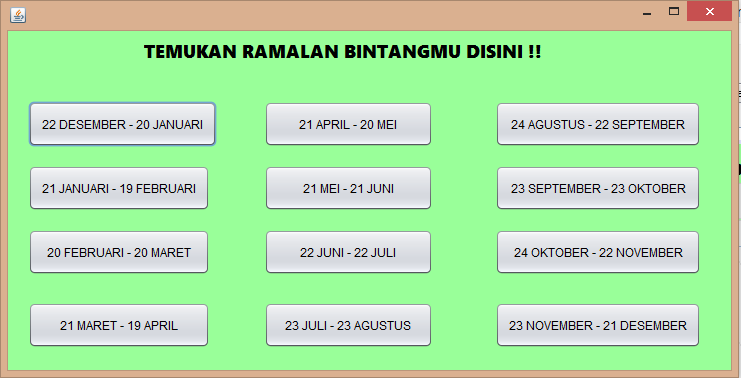 TEMUKAN RAMALAN BINTANGMU DISINI !!
22 DESEMBER - 20 JANUARI
21 APRIL - 20 MEI
24 AGUSTUS - 22 SEPTEMBER
21 JANUARI - 19 FEBRUARI
21 MEI - 21 JUNI
23 SEPTEMBER - 23 OKTOBER
20 FEBRUARI - 20 MARET
22 JUNI - 22 JULI
24 OKTOBER - 22 NOVEMBER
21 MARET - 19 APRIL
23 JULI - 23 AGUSTUS
23 NOVEMBER - 21 DESEMBER